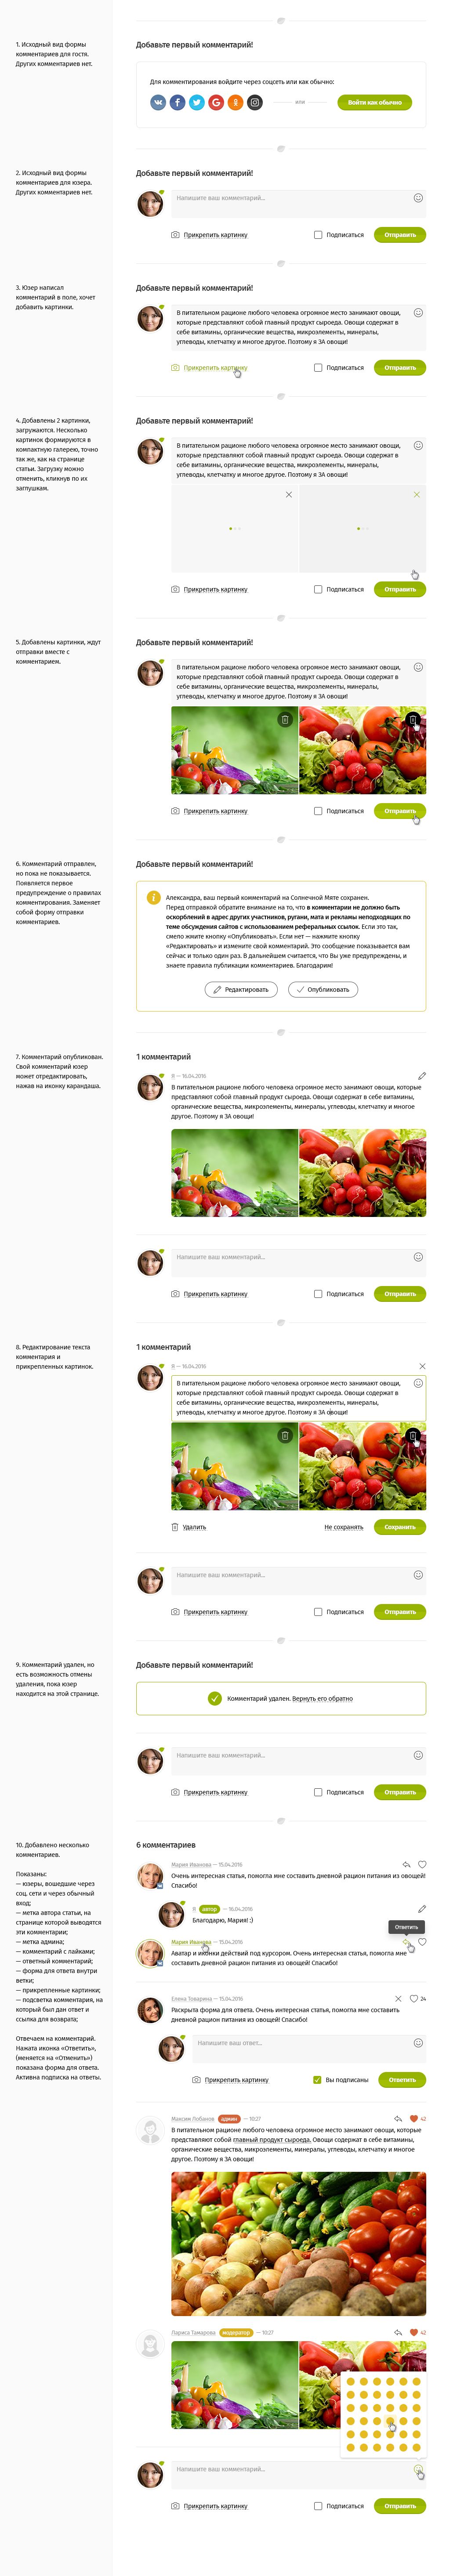 1. Исходный вид формы
комментариев для гостя.
Других комментариев нет.
Добавьте первый комментарий!
Для комментирования войдите через соцсеть или как обычно:
или
Войти как обычно
2. Исходный вид формы
комментариев для юзера.
Других комментариев нет.
Добавьте первый комментарий!
Напишите ваш комментарий...
Прикрепить картинку
Подписаться
Отправить
3. Юзер написал
комментарий в поле, хочет
добавить картинки.
Добавьте первый комментарий!
В питательном рационе любого человека огромное место занимают овощи,
которые представляют собой главный продукт сыроеда. Овощи содержат в
себе витамины, органические вещества, микроэлементы, минералы,
углеводы, клетчатку и многое другое. Поэтому я ЗА овощи!
Прикрепить картинку
Подписаться
Отправить
4. Добавлены 2 картинки,
загружаются. Несколько
картинок формируются в
компактную галерею, точно
так же, как на странице
статьи. Загрузку можно
отменить, кликнув по их
заглушкам.
Добавьте первый комментарий!
В питательном рационе любого человека огромное место занимают овощи,
которые представляют собой главный продукт сыроеда. Овощи содержат в
себе витамины, органические вещества, микроэлементы, минералы,
углеводы, клетчатку и многое другое. Поэтому я ЗА овощи!
Прикрепить картинку
Подписаться
Отправить
5. Добавлены картинки, ждут
отправки вместе с
комментарием.
Добавьте первый комментарий!
В питательном рационе любого человека огромное место занимают овощи,
которые представляют собой главный продукт сыроеда. Овощи содержат в
себе витамины, органические вещества, микроэлементы, минералы,
углеводы, клетчатку и многое другое. Поэтому я ЗА овощи!
Прикрепить картинку
Подписаться
Отправить
6. Комментарий отправлен,
но пока не показывается.
Появляется первое
предупреждение о правилах
комментирования. Заменяет
собой форму отправки
комментариев.
Добавьте первый комментарий!
Александра, ваш первый комментарий на Солнечной Мяте сохранен.
Перед отправкой обратите внимание на то, что в комментарии не должно быть
оскорблений в адрес других участников, ругани, мата и рекламы неподходящих по
теме обсуждения сайтов с использованием реферальных ссылок. Если это так,
смело жмите кнопку «Опубликовать». Если нет — нажмите кнопку
«Редактировать» и измените свой комментарий. Это сообщение показывается вам
сейчас и только один раз. В дальнейшем считается, что Вы уже предупреждены, и
знаете правила публикации комментариев. Благодарим!
Редактировать
Опубликовать
7. Комментарий опубликован.
Свой комментарий юзер
может отредактировать,
нажав на иконку карандаша.
1 комментарий
Я — 16.04.2016
В питательном рационе любого человека огромное место занимают овощи, которые
представляют собой главный продукт сыроеда. Овощи содержат в себе витамины,
органические вещества, микроэлементы, минералы, углеводы, клетчатку и многое
другое. Поэтому я ЗА овощи!
Напишите ваш комментарий...
Прикрепить картинку
Подписаться
Отправить
8. Редактирование текста
комментария и
прикрепленных картинок.
1 комментарий
Я — 16.04.2016
В питательном рационе любого человека огромное место занимают овощи,
которые представляют собой главный продукт сыроеда. Овощи содержат в
себе витамины, органические вещества, микроэлементы, минералы,
углеводы, клетчатку и многое другое. Поэтому я ЗА овощи!
Удалить
Не сохранять
Сохранить
Напишите ваш комментарий...
Прикрепить картинку
Подписаться
Отправить
9. Комментарий удален, но
есть возможность отмены
удаления, пока юзер
находится на этой странице.
Добавьте первый комментарий!
Комментарий удален. Вернуть его обратно
Напишите ваш комментарий...
Прикрепить картинку
Подписаться
Отправить
10. Добавлено несколько
комментариев.
Показаны:
— юзеры, вошедшие через
соц. сети и через обычный
вход;
— метка автора статьи, на
странице которой выводятся
эти комментарии;
— метка админа;
— комментарий с лайками;
— ответный комментарий;
— форма для ответа внутри
ветки;
— прикрепленные картинки;
— подсветка комментария, на
который был дан ответ и
ссылка для возврата;
Отвечаем на комментарий.
Нажата иконка «Ответить»,
(меняется на «Отменить»)
показана форма для ответа.
Активна подписка на ответы.
6 комментариев
Мария Иванова — 15.04.2016
Очень интересная статья, помогла мне составить дневной рацион питания из овощей!
Спасибо!
Я автор — 16.04.2016
Благодарю, Мария! :)
Ответить
Мария Иванова — 15.04.2016
Аватар и иконки действий под курсором. Очень интересная статья, помогла мне
составить дневной рацион питания из овощей! Спасибо!
Елена Товарина — 15.04.2016
24
Раскрыта форма для ответа. Очень интересная статья, помогла мне составить
дневной рацион питания из овощей! Спасибо!
Напишите ваш ответ...
Прикрепить картинку
Вы подписаны
Ответить
Максим Лобанов админ — 10:27
42
В питательном рационе любого человека огромное место занимают овощи, которые
представляют собой главный продукт сыроеда. Овощи содержат в себе витамины,
органические вещества, микроэлементы, минералы, углеводы, клетчатку и многое
другое. Поэтому я ЗА овощи!
Лариса Тамарова модератор — 10:27
42
Напишите ваш комментарий...
Прикрепить картинку
Подписаться
Отправить